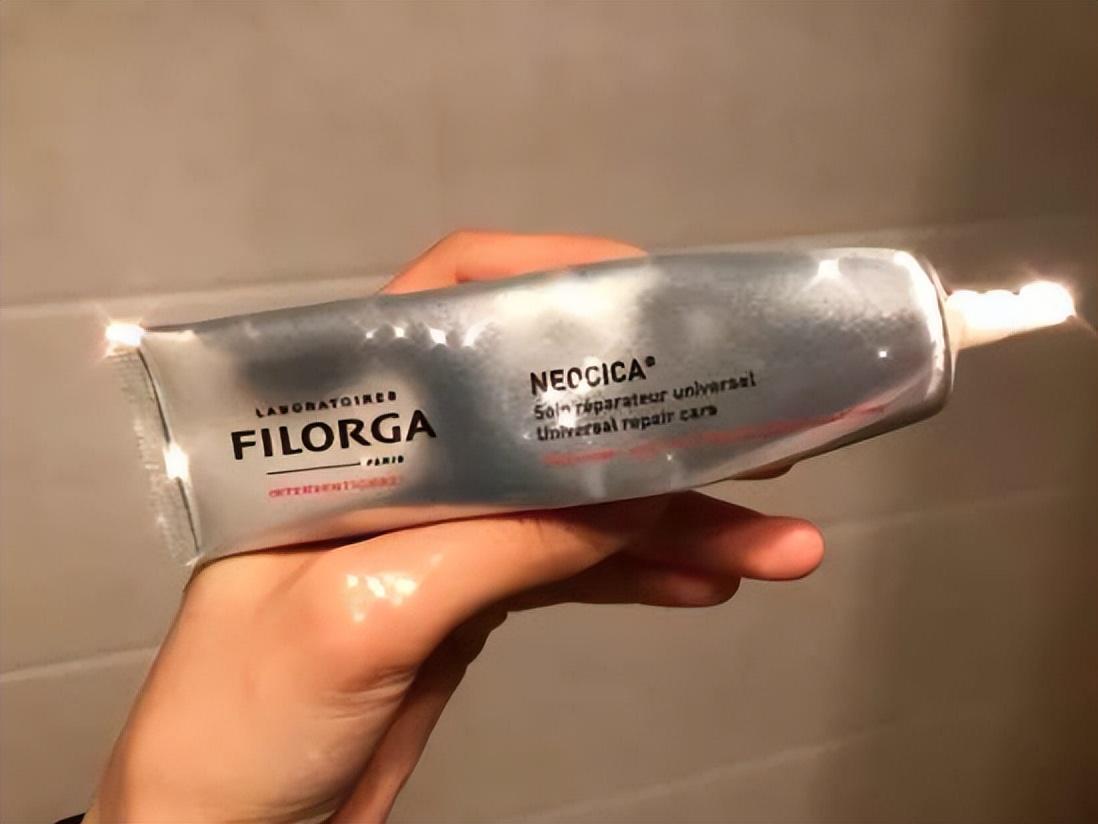 LABORATOIRES
FILORGA
PARIS
NEOCICA®
Soin réparateur universel
Universal repair care